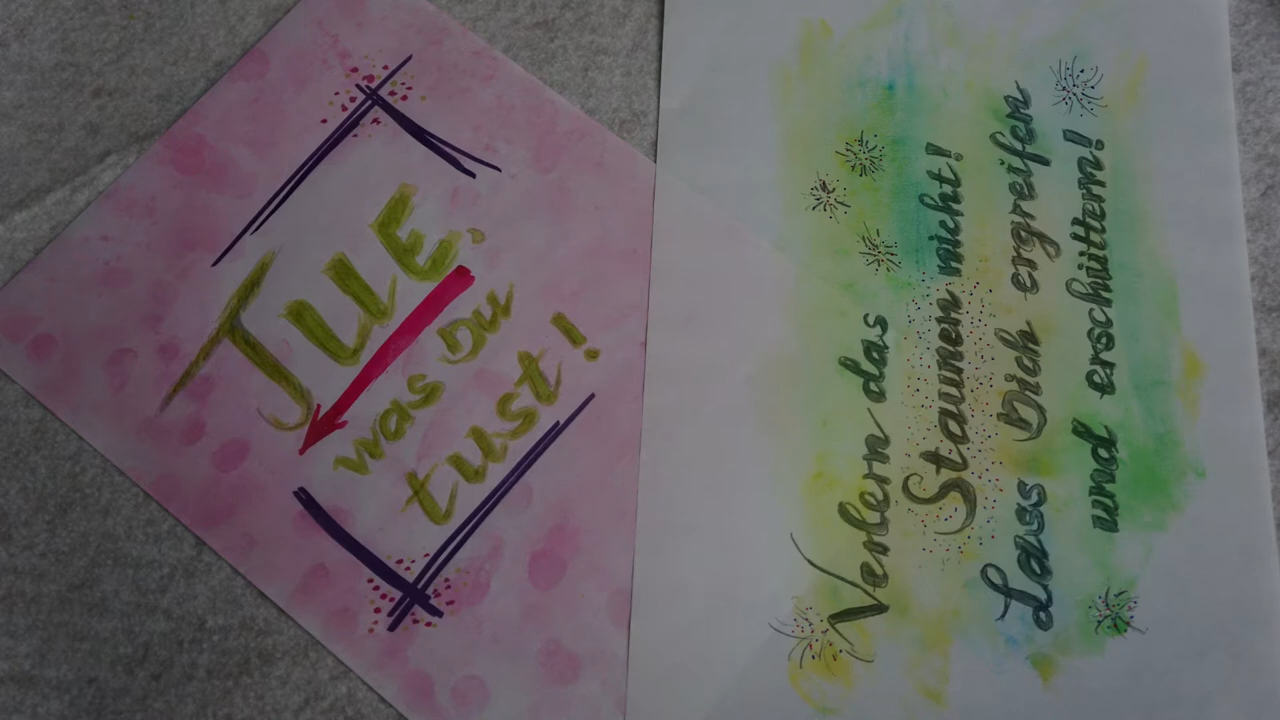 TUE,
was Du
tust!
Verlern das
Staunen nicht!
Lass Dich ergreifen
und erschüttern!